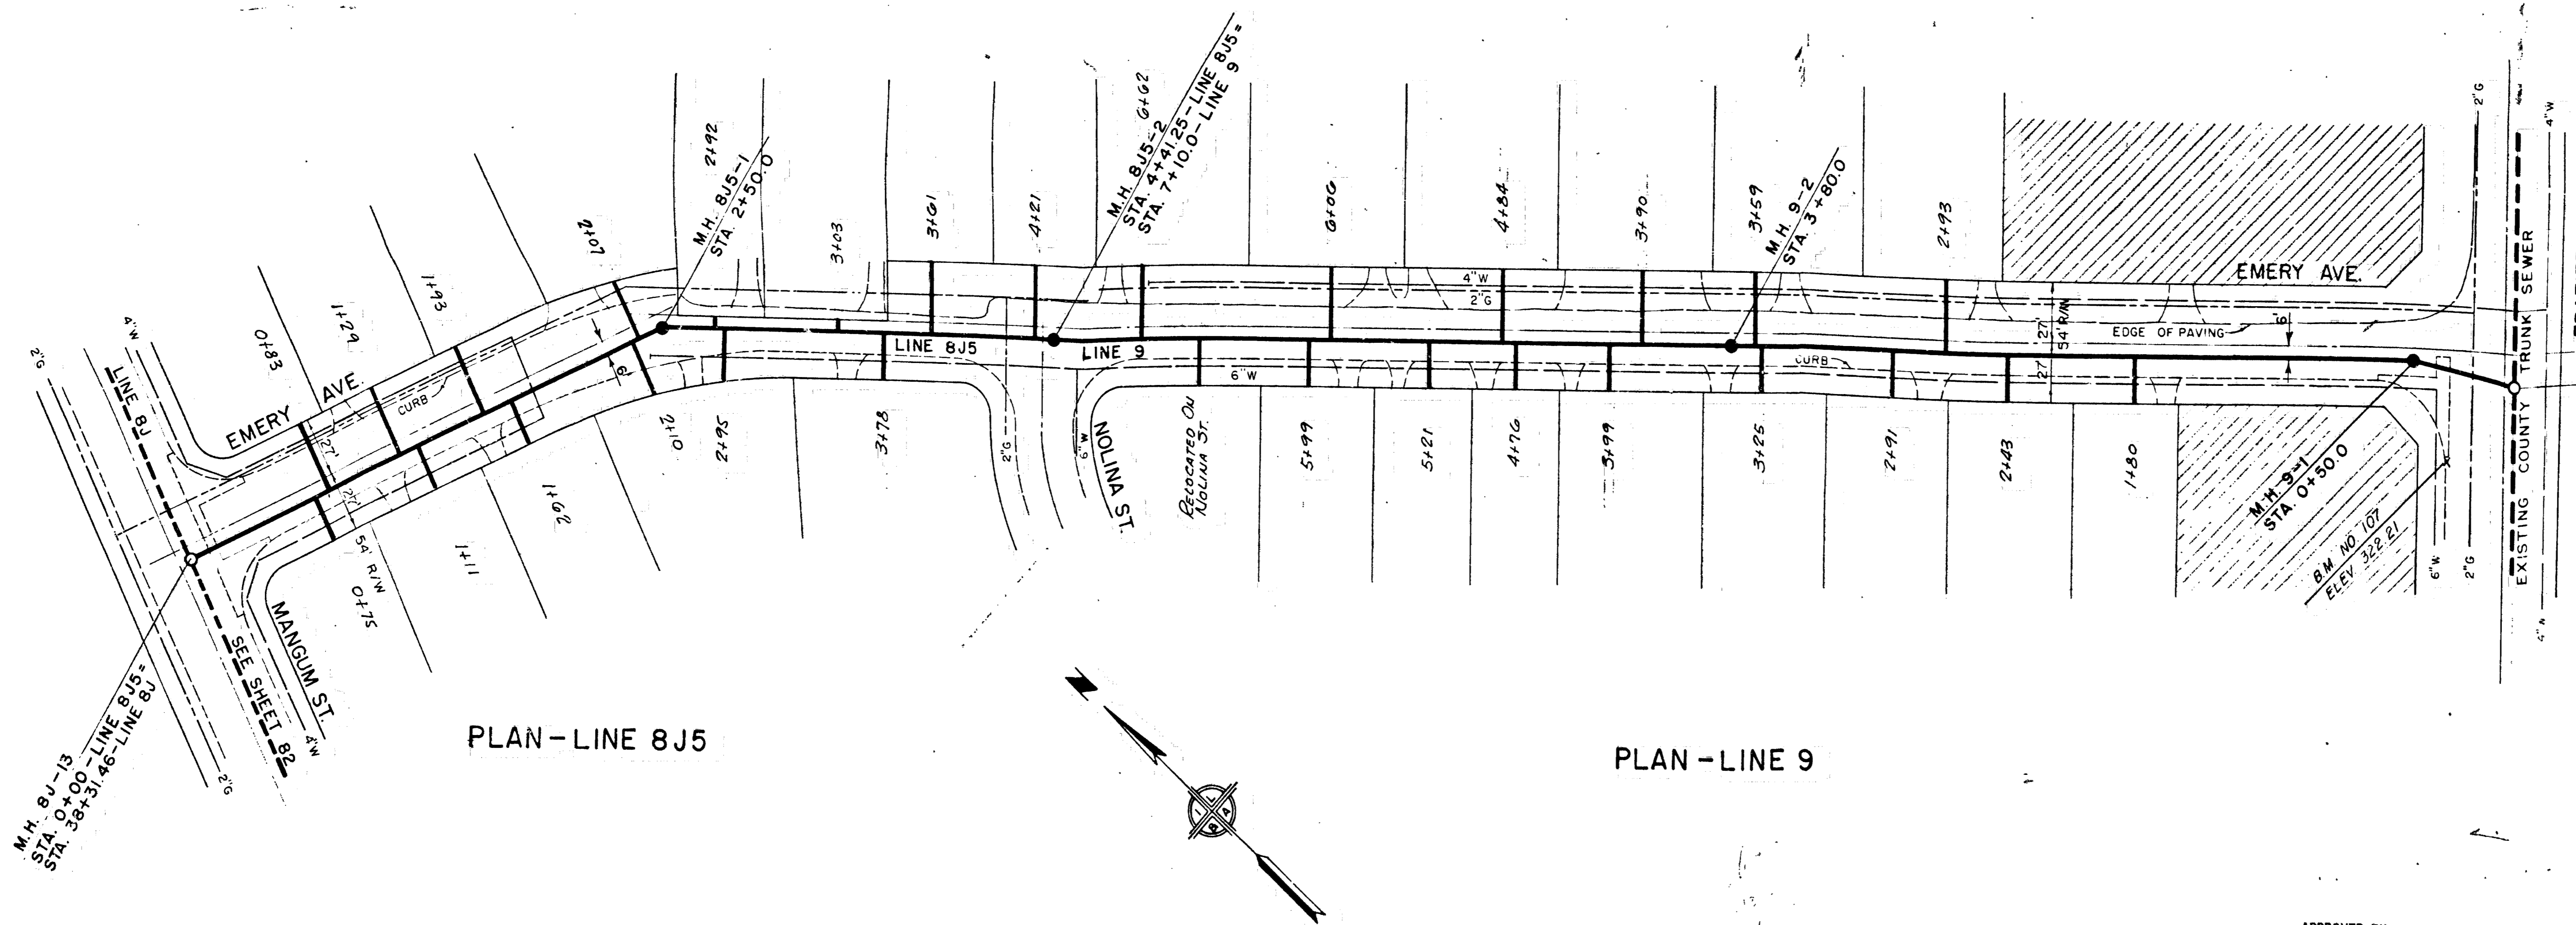 2+92
M.H. 8J5-1
STA. 2+50.0
6+62
M.H. 8J5-2
STA. 4+41.25-LINE 8J5=
STA. 7+10.0-LINE 9
2"G
4"W
0+83
1+29
1+93
2+07
3+03
3+61
4+21
6+06
4+84
3+90
3+59
M.H. 9-2
STA. 3+80.0
2+93
EMERY AVE.
4"W
2"G
EDGE OF PAVING
6'
27'
54' R/W
27'
EXISTING COUNTY TRUNK SEWER
2"G
4"W
LINE 8J
EMERY AVE.
CURB
27'
27'
54' R/W
6'
LINE 8J5
LINE 9
6"W
CURB
2"G
6"W
NOLINA ST.
RELOCATED ON
NOLINA ST.
0+75
1+11
1+62
2+10
2+95
3+78
5+99
5+21
4+76
3+99
3+25
2+91
2+43
1+80
M.H. 9-1
STA. 0+50.0
B.M. NO. 107
ELEV. 322.21
6"W
2"G
4"W
MANGUM ST.
SEE SHEET 82
4"W
2"G
M.H. 8J-13
STA. 0+00-LINE 8J5=
STA. 38+31.46-LINE 8J
PLAN-LINE 8J5
PLAN-LINE 9
N
L
I
A
B